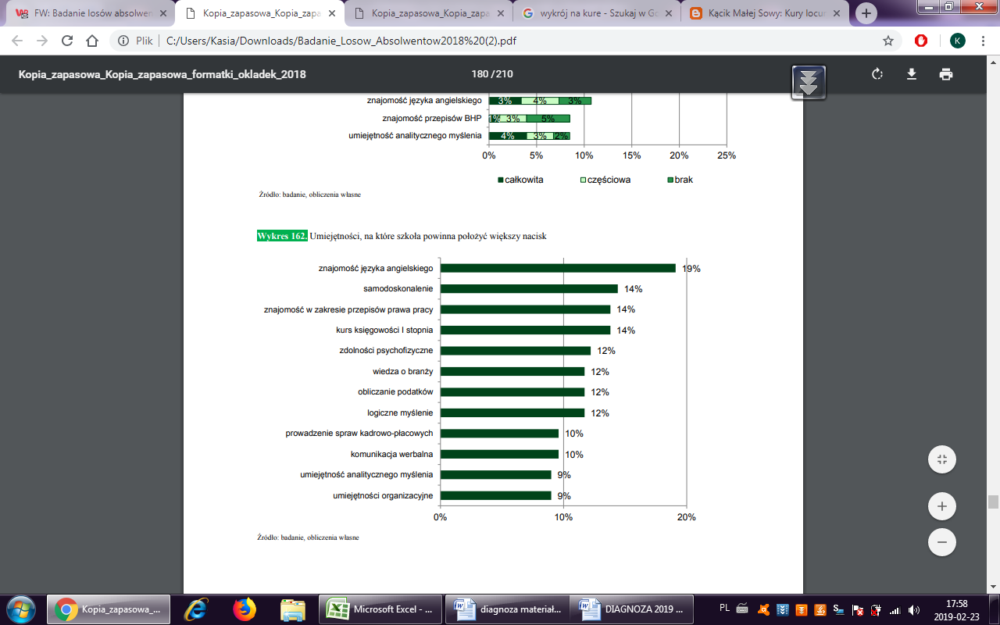 FW: Badanie losów absolwen
Kopia_zapasowa_Kopia_zapa
Kopia_zapasowa_Kopia_zapa
wykrój na kure - Szukaj w Go
Kącik Małej Sowy: Kury łocur
Plik
C:/Users/Kasia/Downloads/Badanie_Losow_Absolwentow2018%20(2).pdf
K
Kopia_zapasowa_Kopia_zapasowa_formatki_okladek_2018
180 / 210
znajomość języka angielskiego 3% 4% 3%
znajomość przepisów BHP 1% 3% 5%
umiejętność analitycznego myślenia 4% 3% 2%
0% 5% 10% 15% 20% 25%
całkowita częściowa brak
Źródło: badanie, obliczenia własne
Wykres 162. Umiejętności, na które szkoła powinna położyć większy nacisk
znajomość języka angielskiego 19%
samodoskonalenie 14%
znajomość w zakresie przepisów prawa pracy 14%
kurs księgowości I stopnia 14%
zdolności psychofizyczne 12%
wiedza o branży 12%
obliczanie podatków 12%
logiczne myślenie 12%
prowadzenie spraw kadrowo-płacowych 10%
komunikacja werbalna 10%
umiejętność analitycznego myślenia 9%
umiejętności organizacyjne 9%
0% 10% 20%
Źródło: badanie, obliczenia własne
Kopia_zapasowa_...
Microsoft Excel - ...
diagnoza materiał...
DIAGNOZA 2019 ...
PL
17:58
2019-02-23